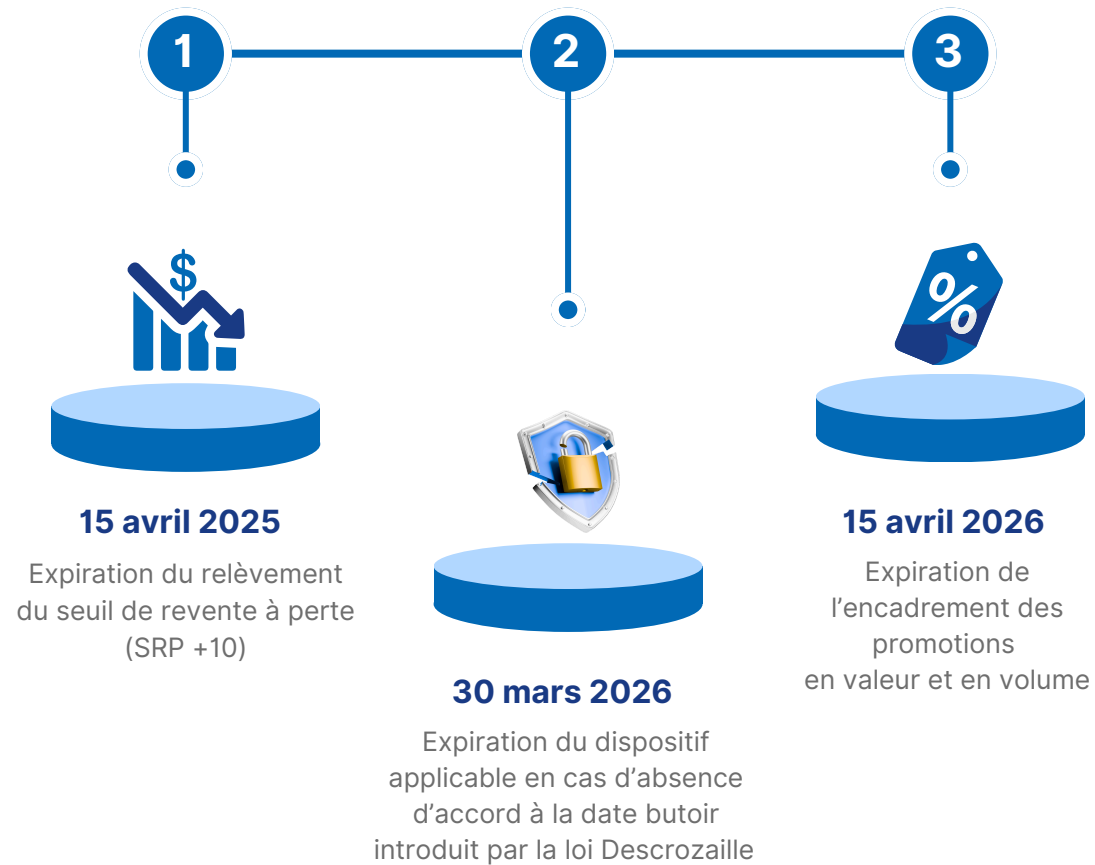 1
2
3
$
%
15 avril 2025
Expiration du relèvement
du seuil de revente à perte
(SRP +10)
30 mars 2026
Expiration du dispositif
applicable en cas d’absence
d’accord à la date butoir
introduit par la loi Descrozaille
15 avril 2026
Expiration de
l’encadrement des
promotions
en valeur et en volume